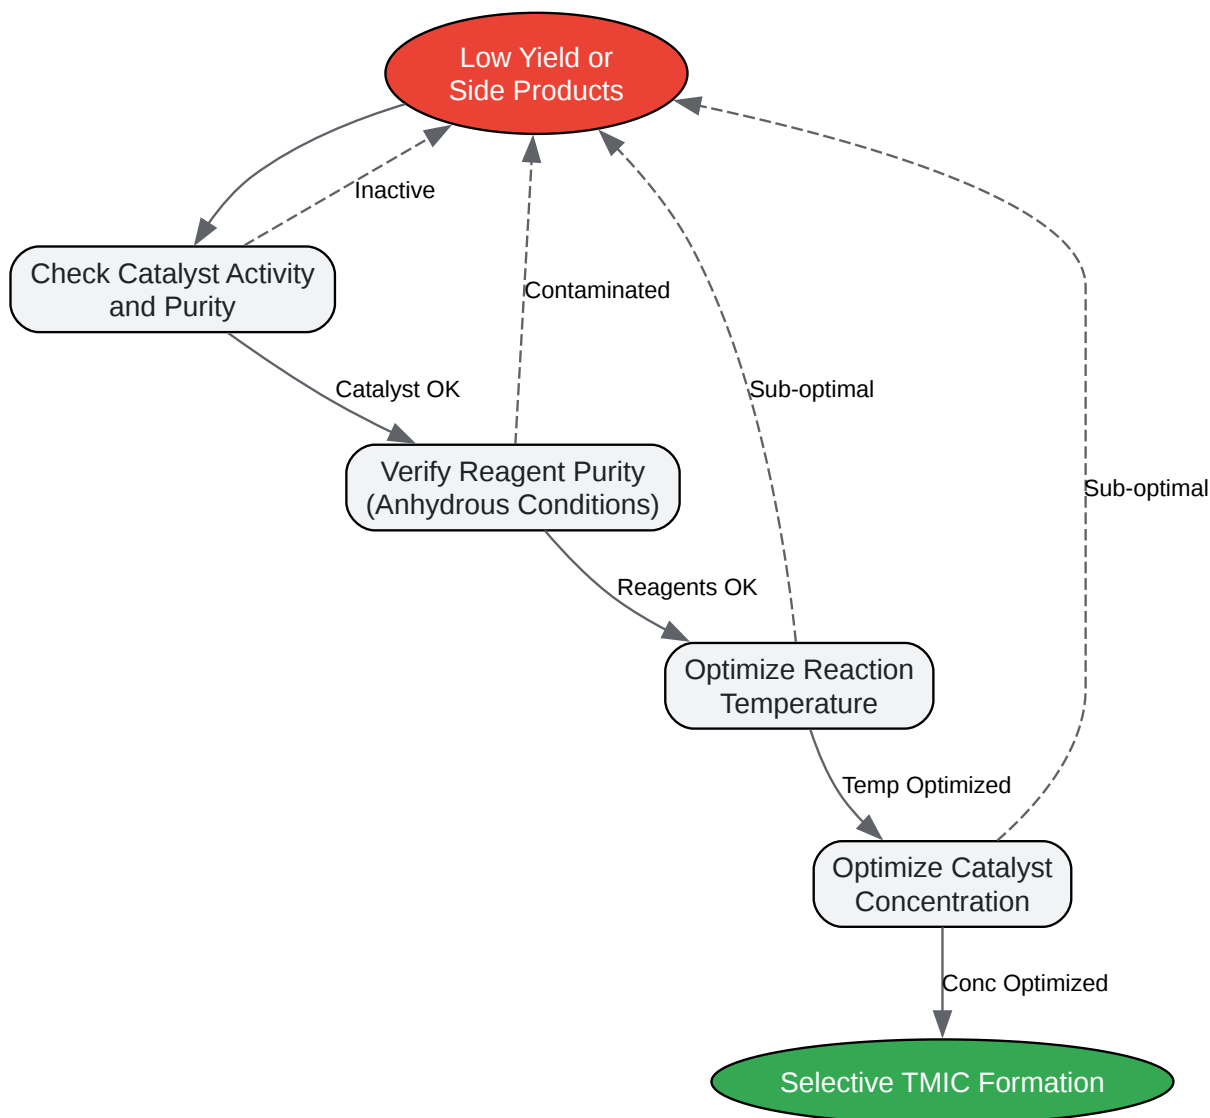 Low Yield or
Side Products
Inactive
Check Catalyst Activity
and Purity
Contaminated
Catalyst OK
Sub-optimal
Verify Reagent Purity
(Anhydrous Conditions)
Sub-optimal
Reagents OK
Optimize Reaction
Temperature
Temp Optimized
Optimize Catalyst
Concentration
Conc Optimized
Selective TMIC Formation